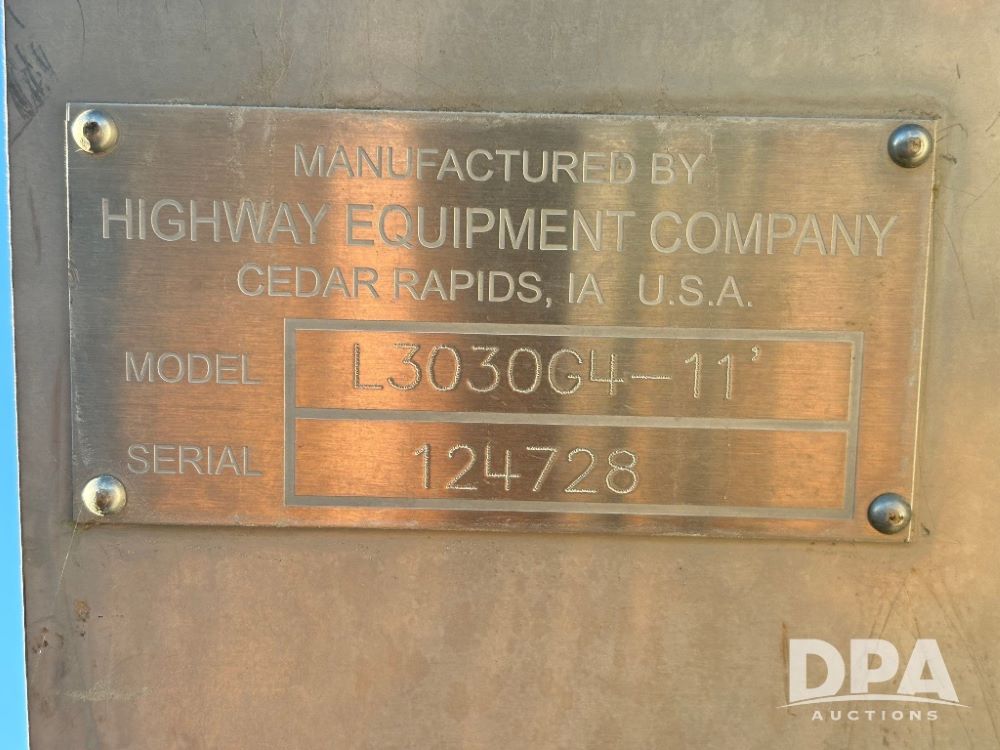 MANUFACTURED BY
HIGHWAY EQUIPMENT COMPANY
CEDAR RAPIDS, IA U.S.A.
MODEL L3030G4-11'
SERIAL 124728
DPA
AUCTIONS